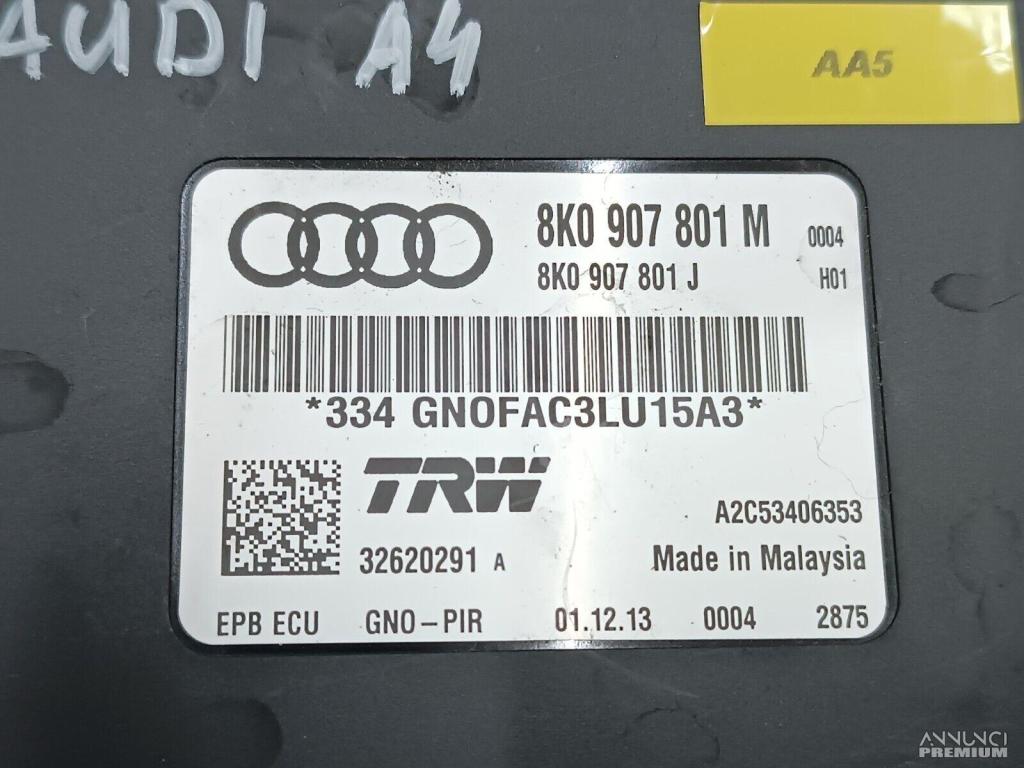 AUDI A4
AA5
8K0 907 801 M 0004
8K0 907 801 J H01
*334 GNOFAC3LU15A3*
TRW
A2C53406353
32620291 A
Made in Malaysia
EPB ECU GNO-PIR 01.12.13 0004 2875
ANNUNCI
PREMIUM